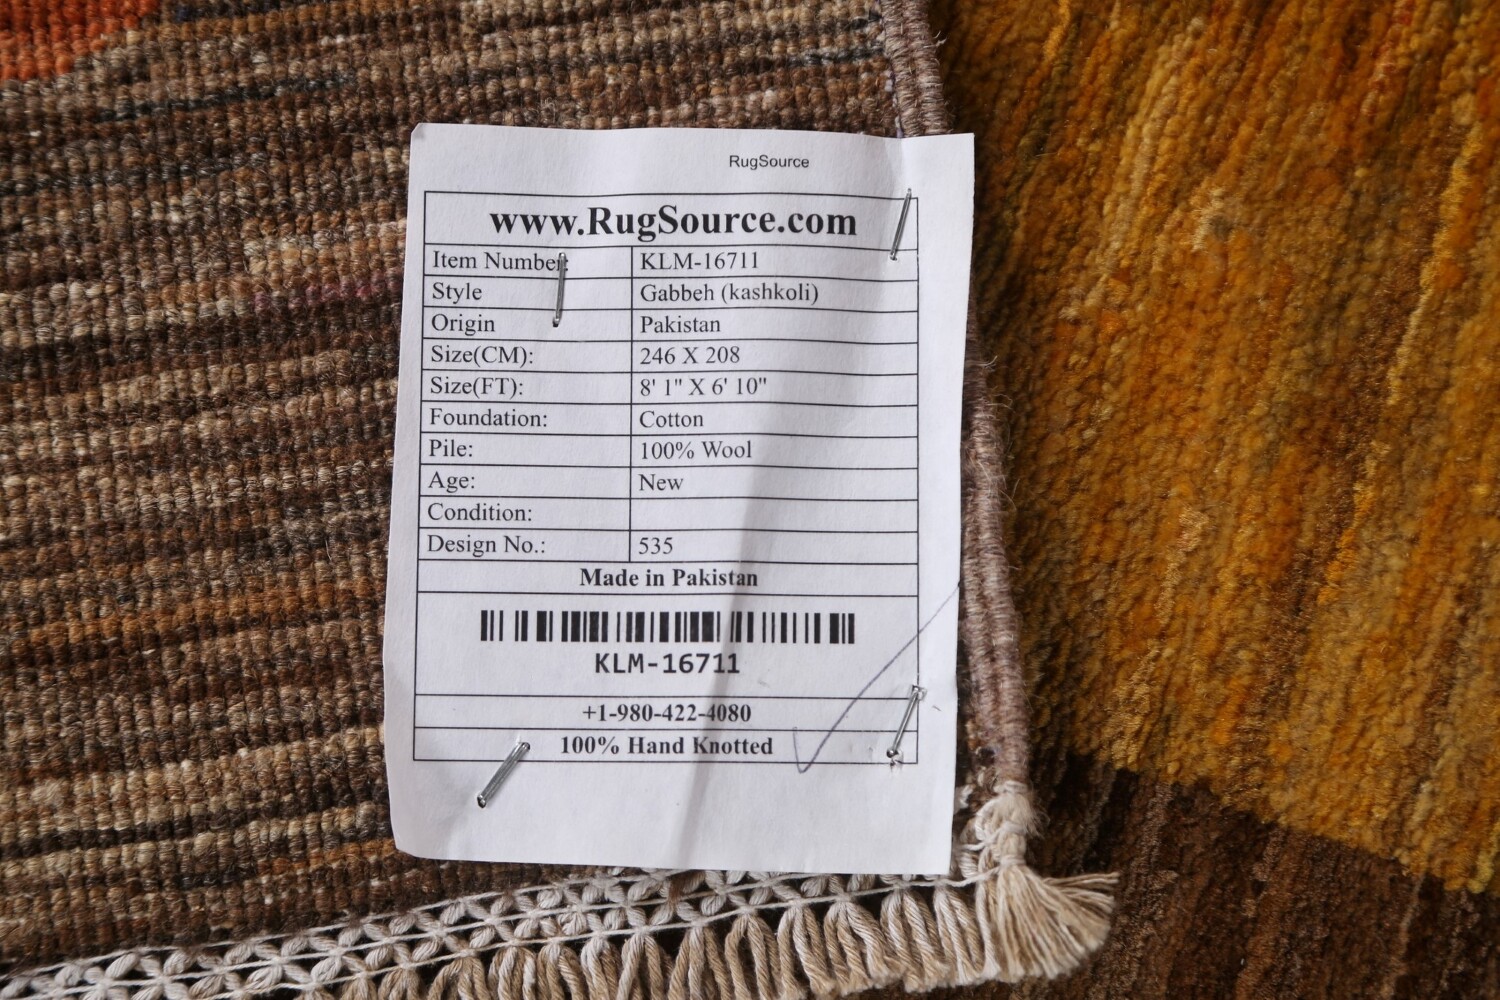 RugSource
www.RugSource.com
Item Number: KLM-16711
Style Gabbeh (kashkoli)
Origin Pakistan
Size(CM): 246 X 208
Size(FT): 8' 1" X 6' 10"
Foundation: Cotton
Pile: 100% Wool
Age: New
Condition:
Design No.: 535
Made in Pakistan
KLM-16711
+1-980-422-4080
100% Hand Knotted